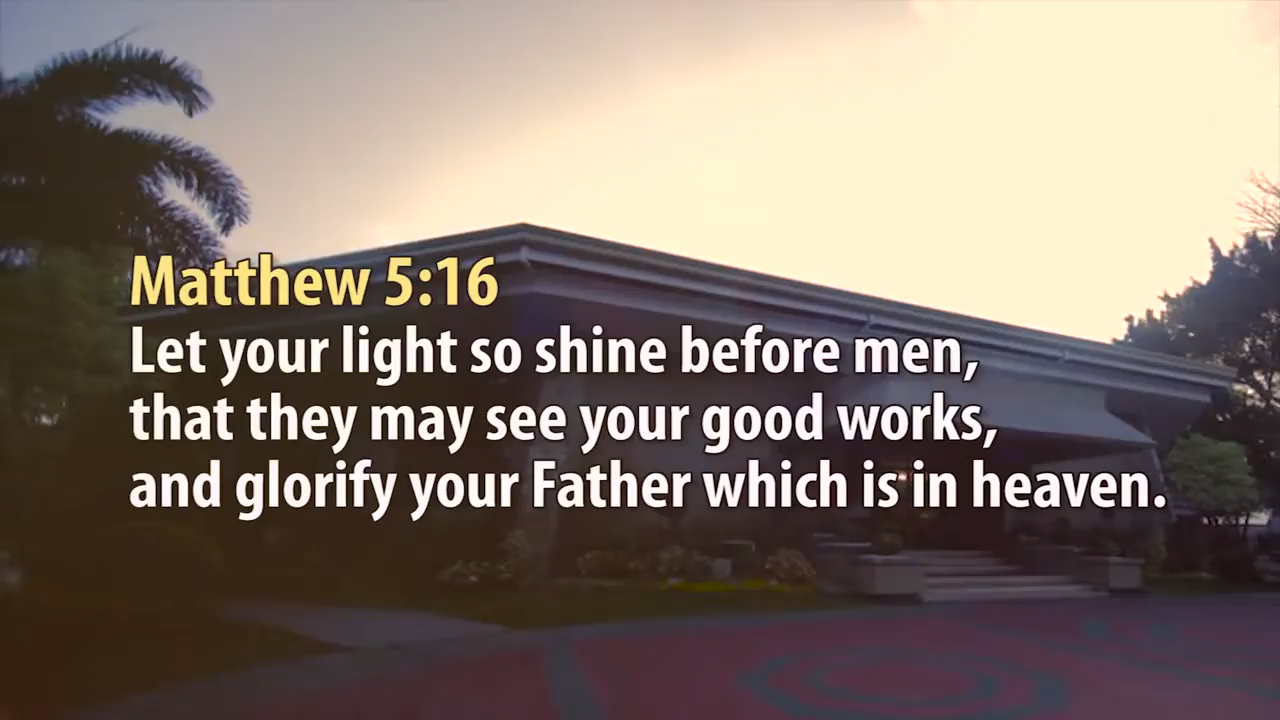 Matthew 5:16
Let your light so shine before men,
that they may see your good works,
and glorify your Father which is in heaven.